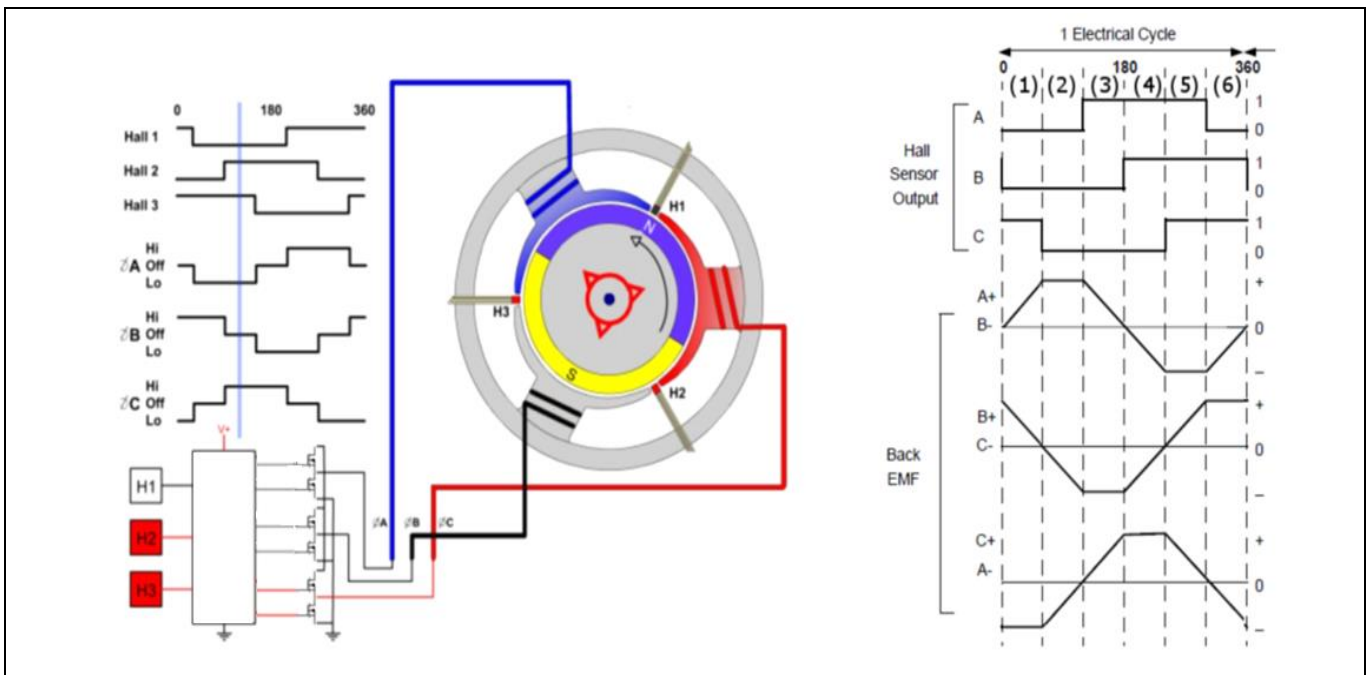 0 180 360
Hall 1
Hall 2
Hall 3
Hi
A Off
Lo
Hi
B Off
Lo
Hi
C Off
Lo
V+
H1
H2
H3
N
S
H1
H2
H3
A B C
1 Electrical Cycle
0 180 360
(1) (2) (3) (4) (5) (6)
Hall
Sensor
Output
A 1
0
B 1
0
C 1
0
Back
EMF
A+ +
B- 0
–
B+ +
C- 0
–
C+ +
A- 0
–